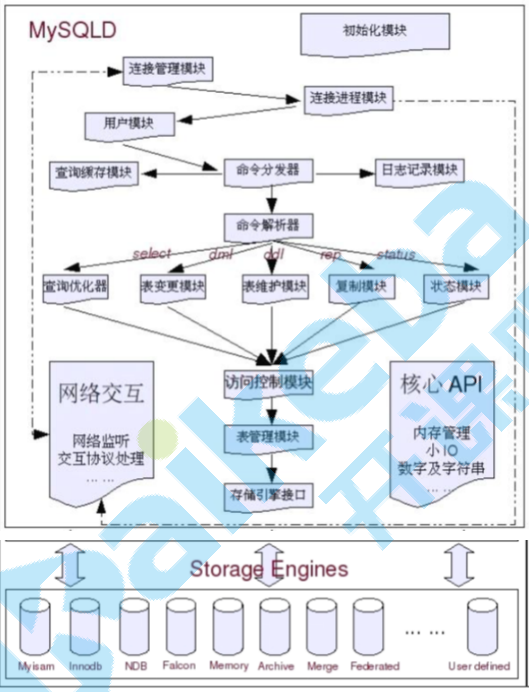 MySQLD
初始化模块
连接管理模块
连接进程模块
用户模块
查询缓存模块
命令分发器
日志记录模块
命令解析器
select
dml
ddl
rep
status
查询优化器
表变更模块
表维护模块
复制模块
状态模块
网络交互
网络监听
交互协议处理
... ...
访问控制模块
核心 API
内存管理
小 IO
数字及字符串
... ...
表管理模块
存储引擎接口
Storage Engines
... ...
Myisam
Innodb
NDB
Falcon
Memory
Archive
Merge
Federated
User defined
kaikeba